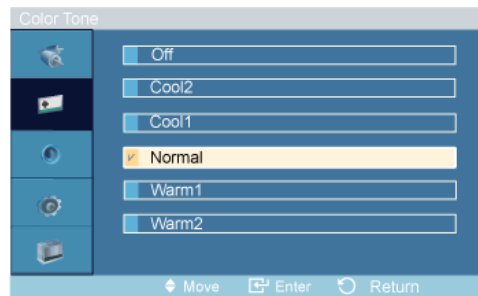 Color Tone
Off
Cool2
Cool1
Normal
Warm1
Warm2
Move Enter Return